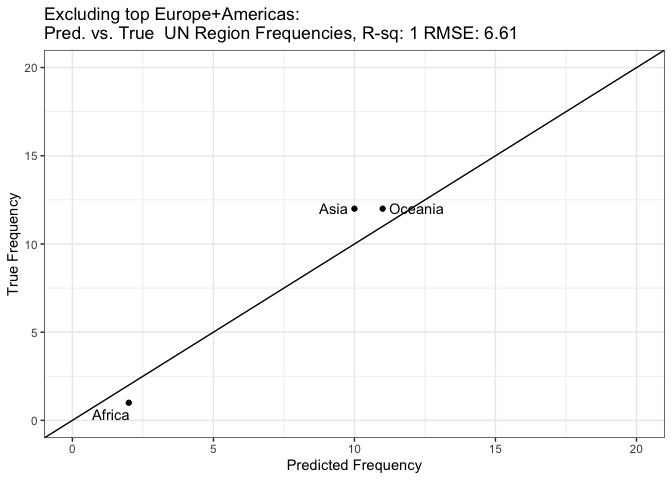 Excluding top Europe+Americas:
Pred. vs. True  UN Region Frequencies, R-sq: 1 RMSE: 6.61
20
15
True Frequency
Asia
Oceania
10
5
Africa
0
0
5
10
15
20
Predicted Frequency